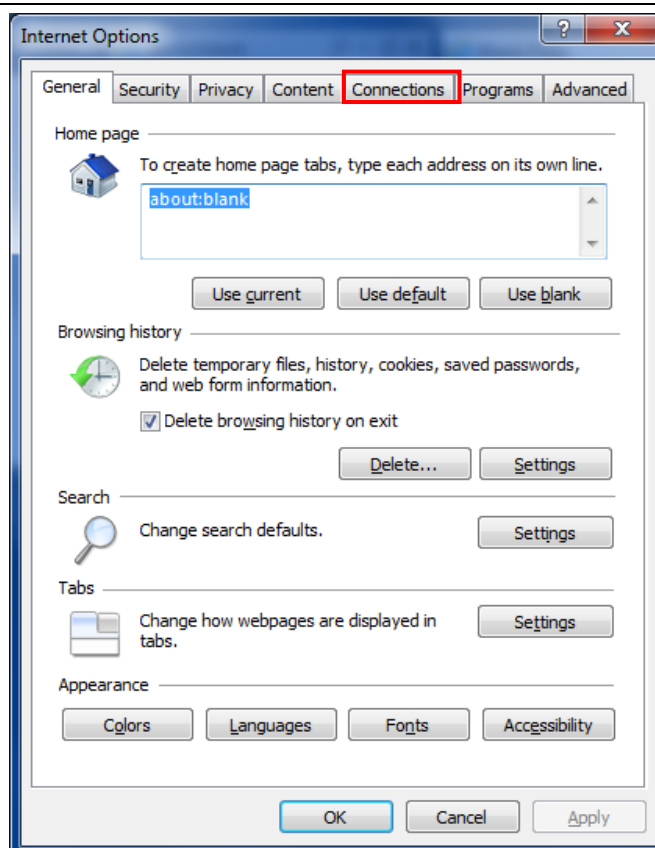 Internet Options
? X
General Security Privacy Content Connections Programs Advanced
Home page
To create home page tabs, type each address on its own line.
about:blank
Use current Use default Use blank
Browsing history
Delete temporary files, history, cookies, saved passwords,
and web form information.
Delete browsing history on exit
Delete... Settings
Search
Change search defaults. Settings
Tabs
Change how webpages are displayed in
tabs.
Settings
Appearance
Colors Languages Fonts Accessibility
OK Cancel Apply